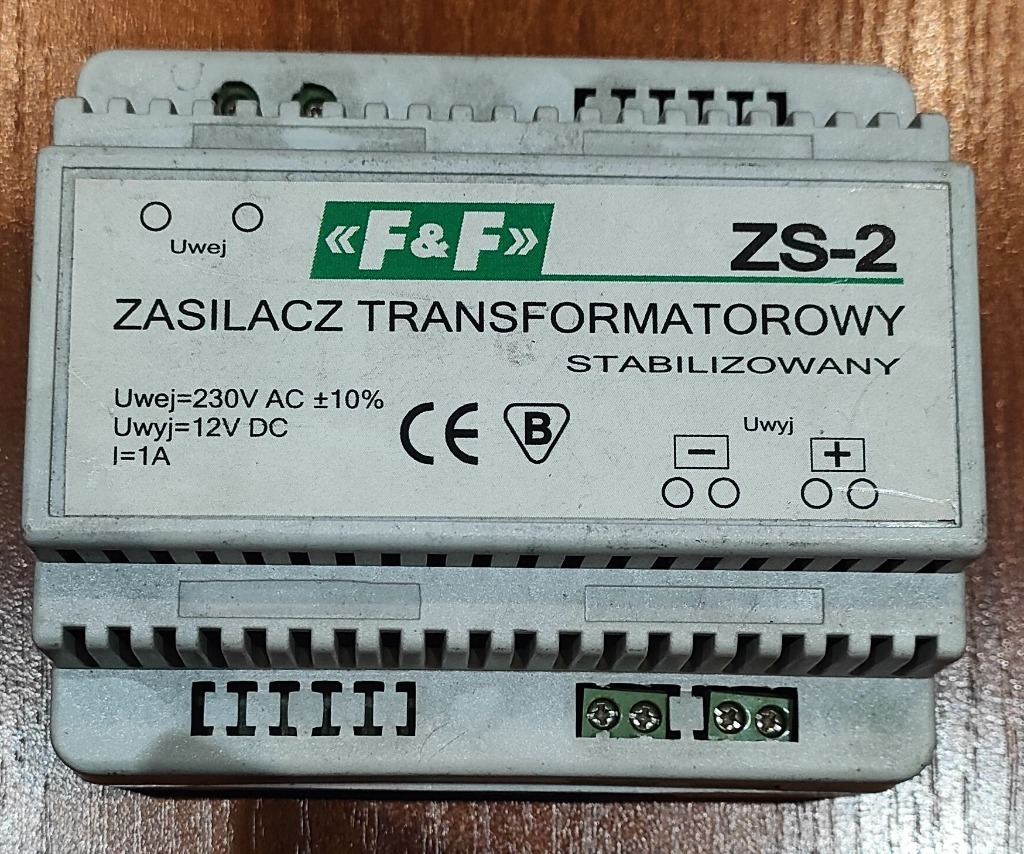 Uwej
«F&F»
ZS-2
ZASILACZ TRANSFORMATOROWY
STABILIZOWANY
Uwej=230V AC ±10%
Uwyj=12V DC
I=1A
CE
B
Uwyj
− +